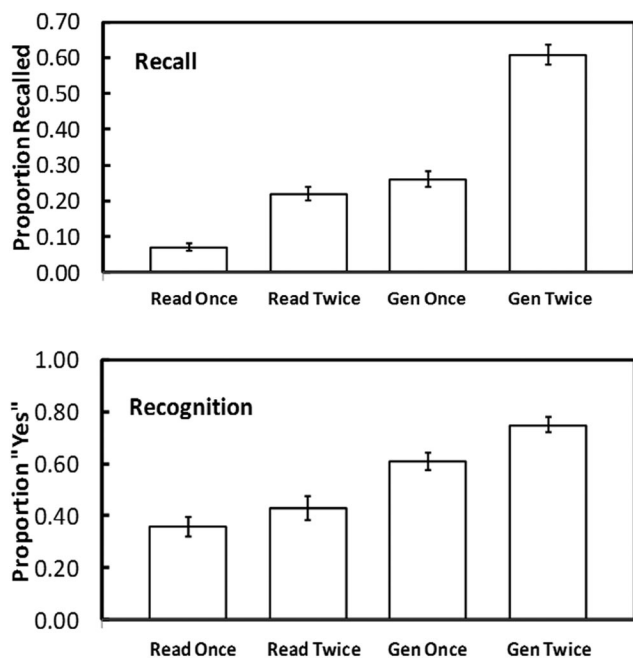 Recall
Proportion Recalled
0.70
0.60
0.50
0.40
0.30
0.20
0.10
0.00
Read Once Read Twice Gen Once Gen Twice
Recognition
Proportion "Yes"
1.00
0.80
0.60
0.40
0.20
0.00
Read Once Read Twice Gen Once Gen Twice